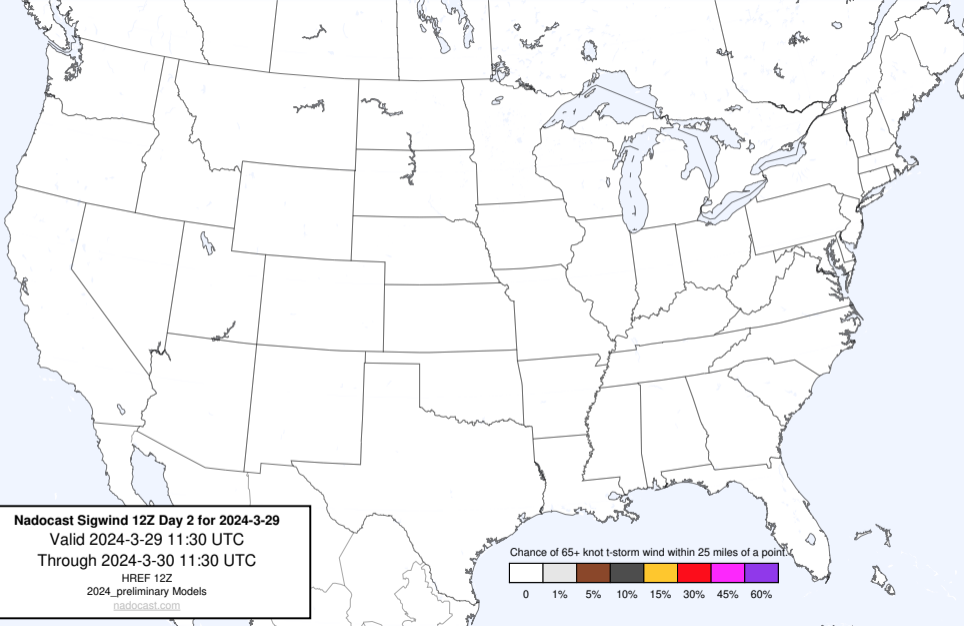 Nadocast Sigwind 12Z Day 2 for 2024-3-29
Valid 2024-3-29 11:30 UTC
Through 2024-3-30 11:30 UTC
HREF 12Z
2024_preliminary Models
nadocast.com
Chance of 65+ knot t-storm wind within 25 miles of a point.
0 1% 5% 10% 15% 30% 45% 60%